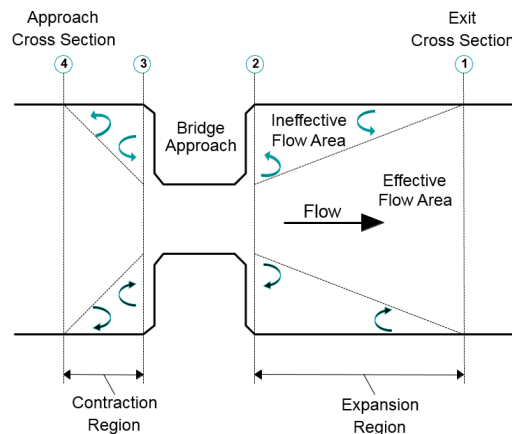 Approach
Cross Section
Exit
Cross Section
4
3
2
1
Bridge
Approach
Ineffective
Flow Area
Effective
Flow Area
Flow
Contraction
Region
Expansion
Region